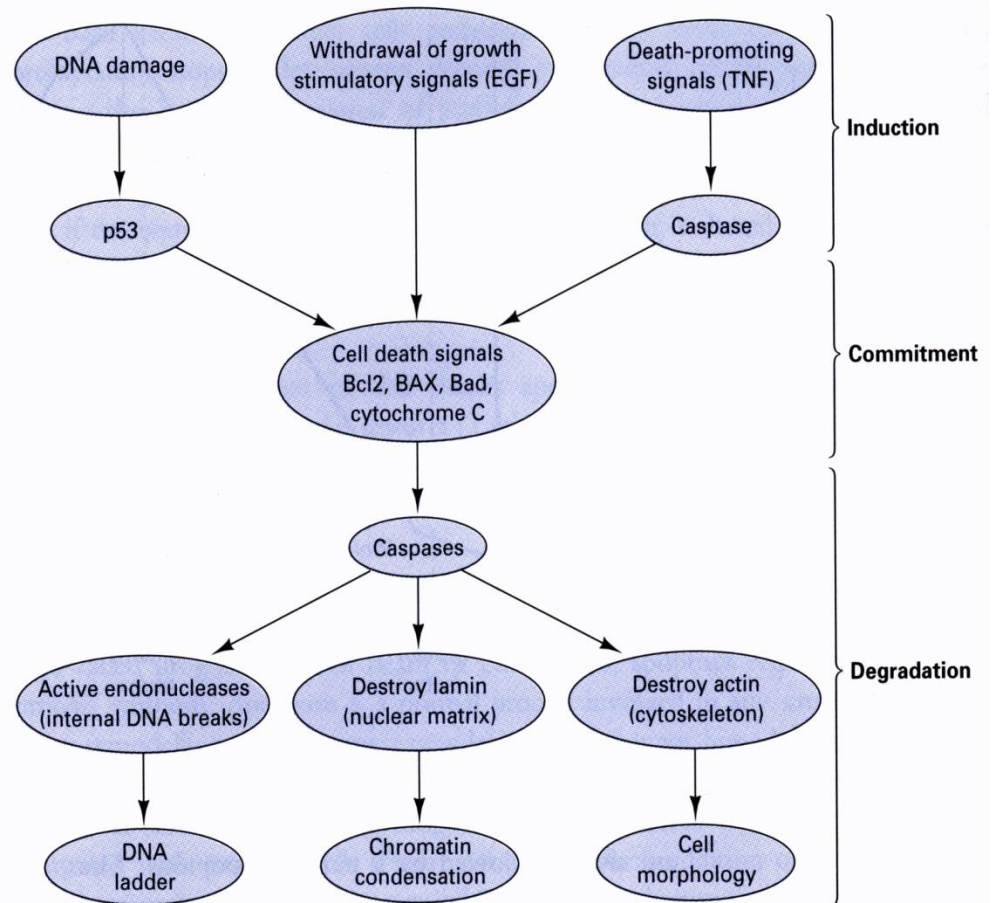 DNA damage
Withdrawal of growth
stimulatory signals (EGF)
Death-promoting
signals (TNF)
Induction
p53
Caspase
Cell death signals
Bcl2, BAX, Bad,
cytochrome C
Commitment
Caspases
Active endonucleases
(internal DNA breaks)
Destroy lamin
(nuclear matrix)
Destroy actin
(cytoskeleton)
Degradation
DNA
ladder
Chromatin
condensation
Cell
morphology